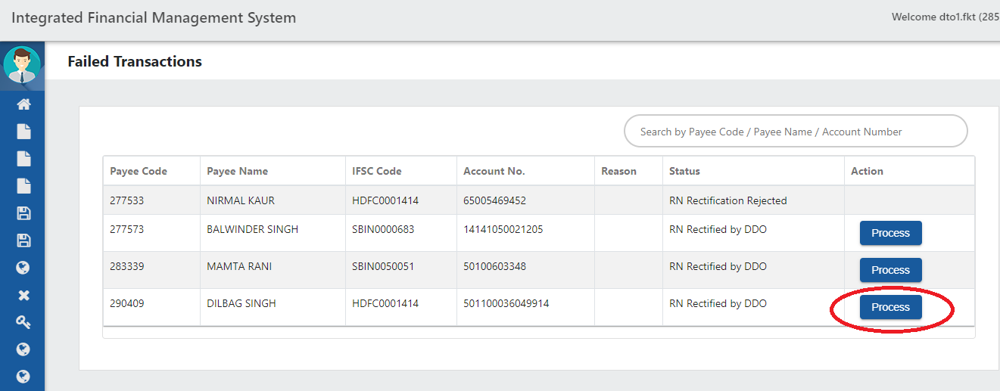 Integrated Financial Management System
Welcome dto1.fkt (285
Failed Transactions
Search by Payee Code / Payee Name / Account Number
Payee Code Payee Name IFSC Code Account No. Reason Status Action
277533 NIRMAL KAUR HDFC0001414 65005469452 RN Rectification Rejected
277573 BALWINDER SINGH SBIN0000683 14141050021205 RN Rectified by DDO Process
283339 MAMTA RANI SBIN0050051 50100603348 RN Rectified by DDO Process
290409 DILBAG SINGH HDFC0001414 501100036049914 RN Rectified by DDO Process